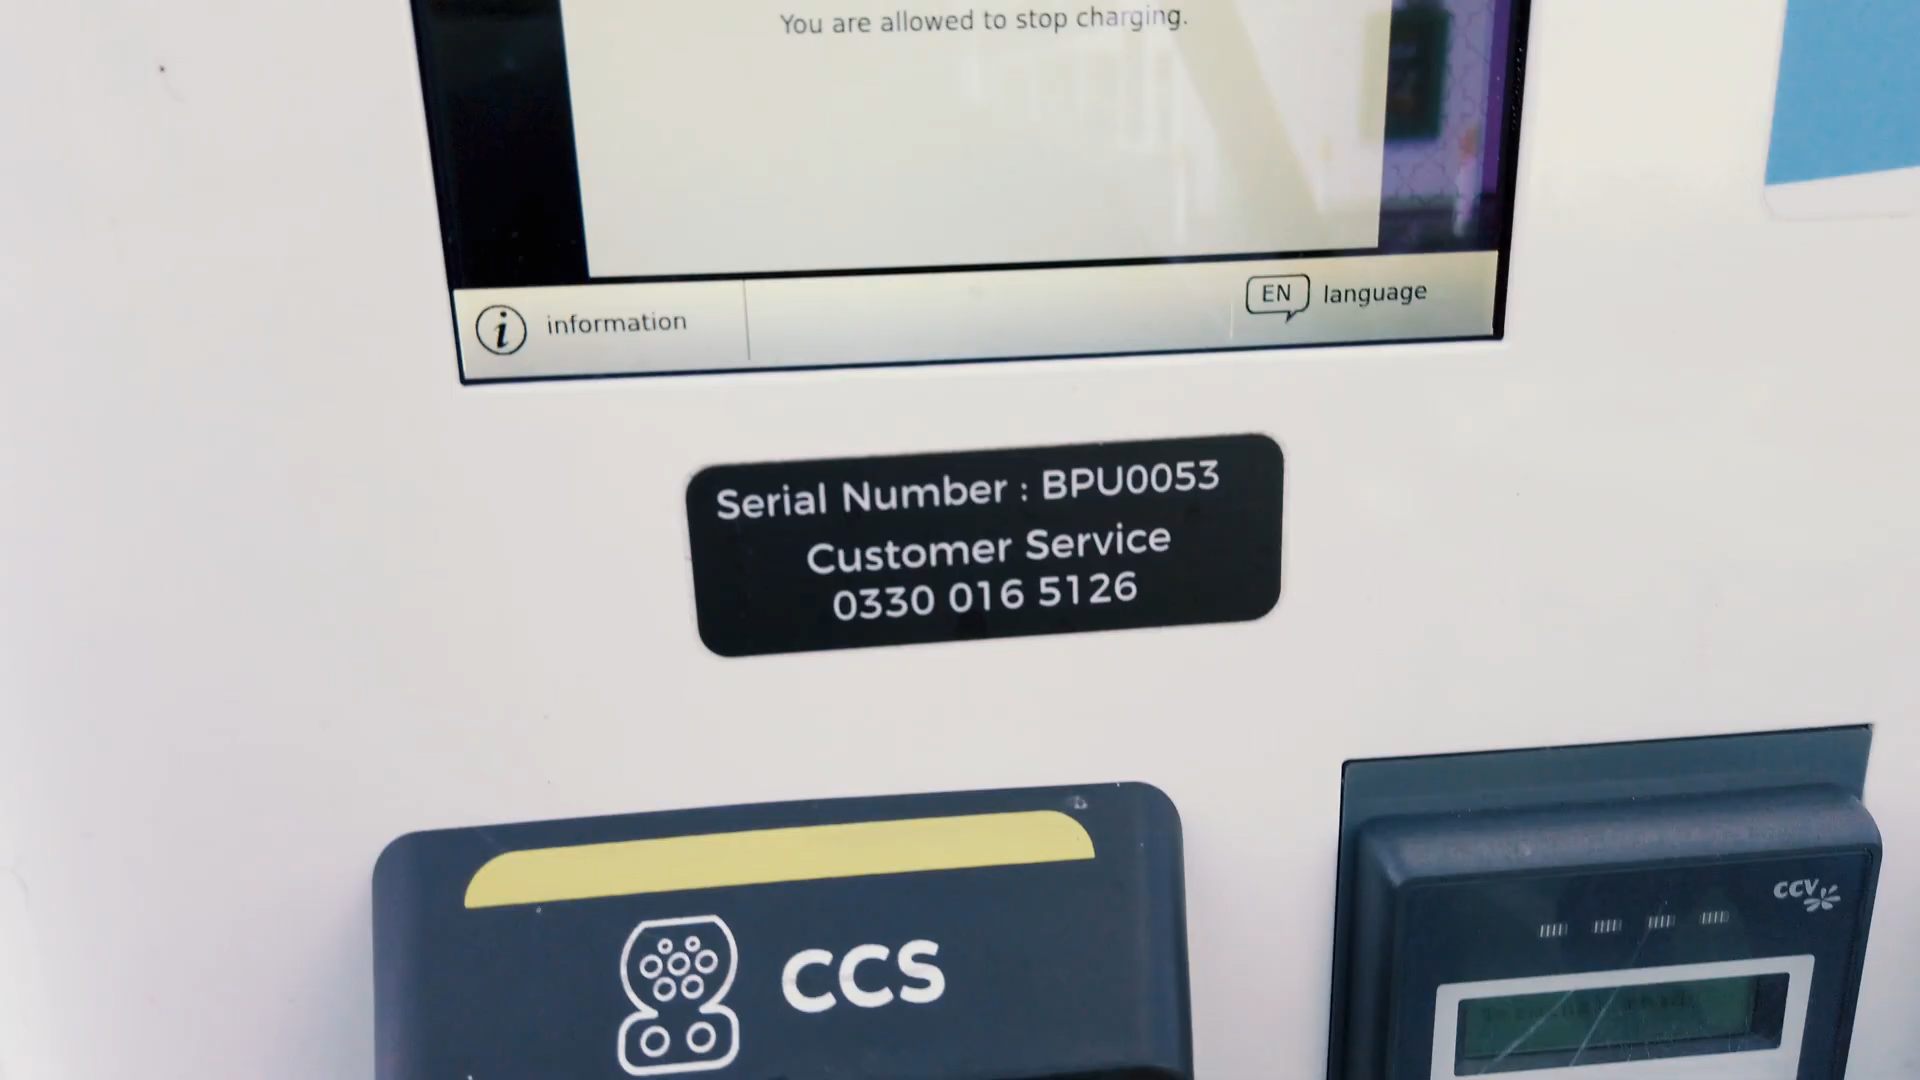 You are allowed to stop charging.
i information
EN language
Serial Number : BPU0053
Customer Service
0330 016 5126
CCS
CCV